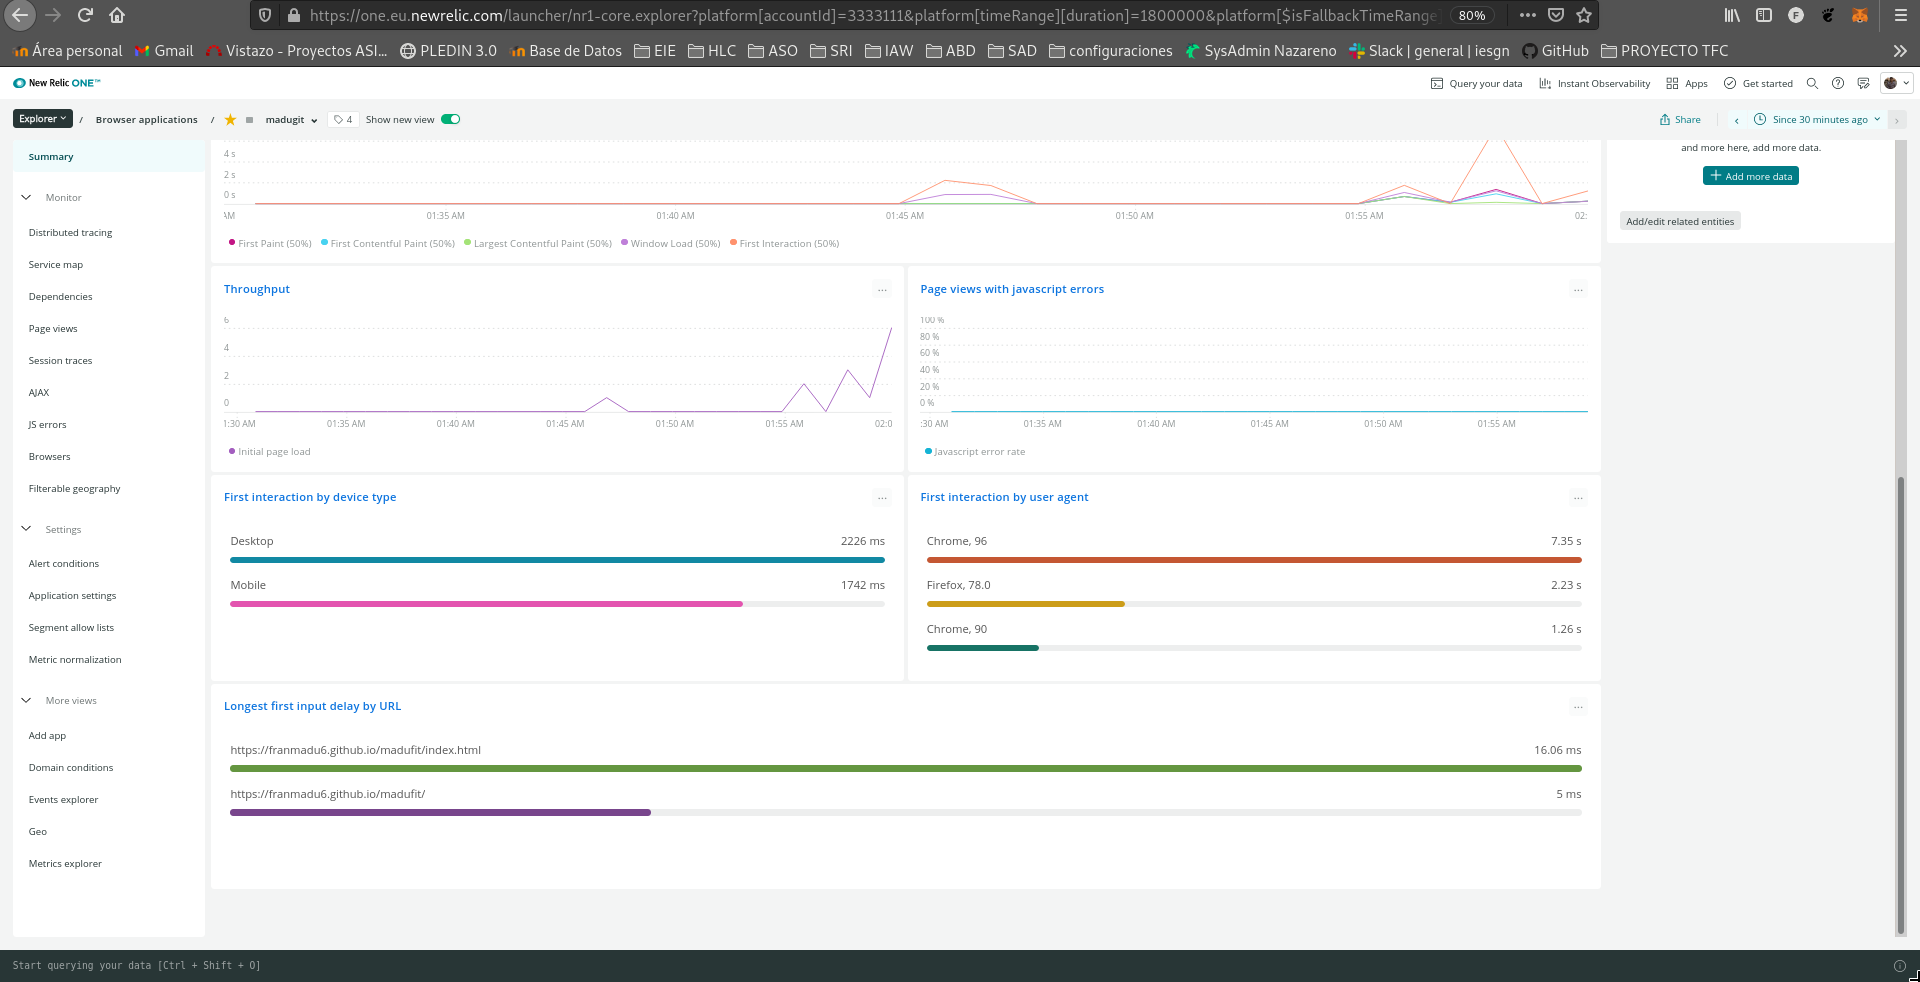 https://one.eu.newrelic.com/launcher/nr1-core.explorer?platform[accountId]=3333111&platform[timeRange][duration]=1800000&platform[$isFallbackTimeRange
80%
Área personal Gmail Vistazo - Proyectos ASI... PLEDIN 3.0 Base de Datos EIE HLC ASO SRI IAW ABD SAD configuraciones SysAdmin Nazareno Slack | general | iesgn GitHub PROYECTO TFC
New Relic ONE™
Query your data Instant Observability Apps Get started
Explorer / Browser applications / madugit 4 Show new view
Share Since 30 minutes ago
Summary
Monitor
Distributed tracing
Service map
Dependencies
Page views
Session traces
AJAX
JS errors
Browsers
Filterable geography
Settings
Alert conditions
Application settings
Segment allow lists
Metric normalization
More views
Add app
Domain conditions
Events explorer
Geo
Metrics explorer
4 s
2 s
0 s
AM 01:35 AM 01:40 AM 01:45 AM 01:50 AM 01:55 AM 02:
First Paint (50%) First Contentful Paint (50%) Largest Contentful Paint (50%) Window Load (50%) First Interaction (50%)
and more here, add more data.
Add more data
Add/edit related entities
Throughput
6
4
2
0
1:30 AM 01:35 AM 01:40 AM 01:45 AM 01:50 AM 01:55 AM 02:0
Initial page load
Page views with javascript errors
100 %
80 %
60 %
40 %
20 %
0 %
:30 AM 01:35 AM 01:40 AM 01:45 AM 01:50 AM 01:55 AM
Javascript error rate
First interaction by device type
Desktop 2226 ms
Mobile 1742 ms
First interaction by user agent
Chrome, 96 7.35 s
Firefox, 78.0 2.23 s
Chrome, 90 1.26 s
Longest first input delay by URL
https://franmadu6.github.io/madufit/index.html 16.06 ms
https://franmadu6.github.io/madufit/ 5 ms
Start querying your data [Ctrl + Shift + O]